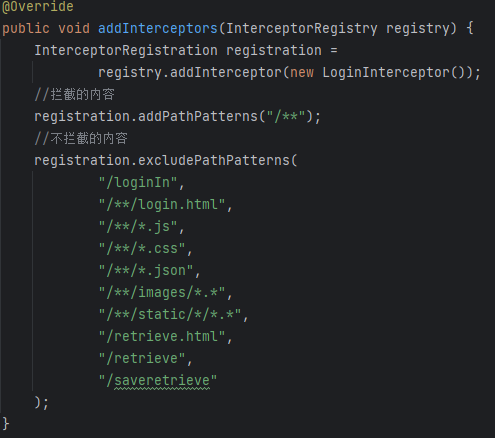 @Override
public void addInterceptors(InterceptorRegistry registry) {
InterceptorRegistration registration =
registry.addInterceptor(new LoginInterceptor());
//拦截的内容
registration.addPathPatterns("/**");
//不拦截的内容
registration.excludePathPatterns(
"/loginIn",
"/**/login.html",
"/**/*.js",
"/**/*.css",
"/**/*.json",
"/**/images/*.*",
"/**/static/*/*.*",
"/retrieve.html",
"/retrieve",
"/saveretrieve"
);
}